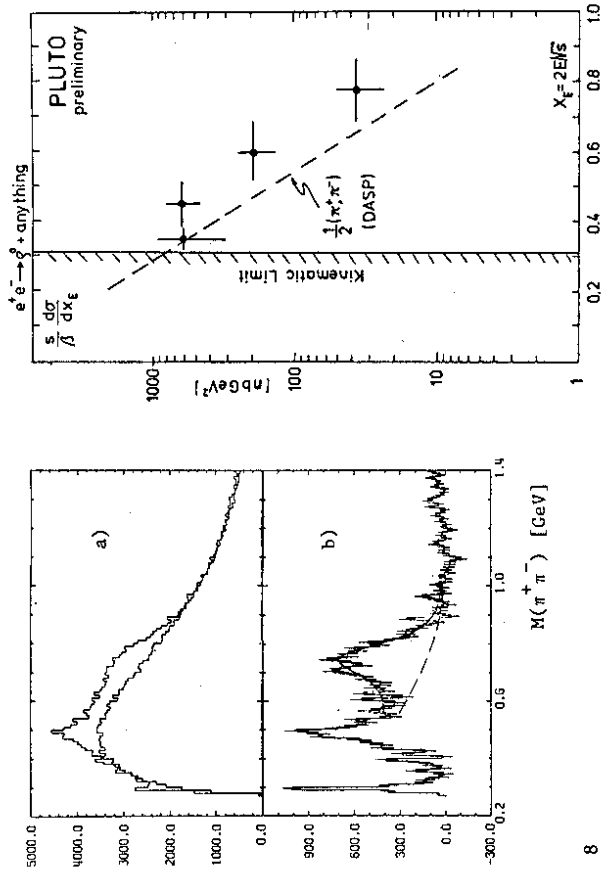 5000.0
4000.0
3000.0
2000.0
1000.0
0.0
a)
900.0
600.0
300.0
0.0
-300.0
b)
0.2
0.6
1.0
1.4
M(π⁺π⁻) [GeV]
e⁺e⁻→ρ⁰+ anything
s/β dσ/dx_E
[nbGeV²]
1000
100
10
1
PLUTO
preliminary
½(π⁺,π⁻)
(DASP)
Kinematic Limit
0.2
0.4
0.6
0.8
1.0
X_E=2E/√s
8